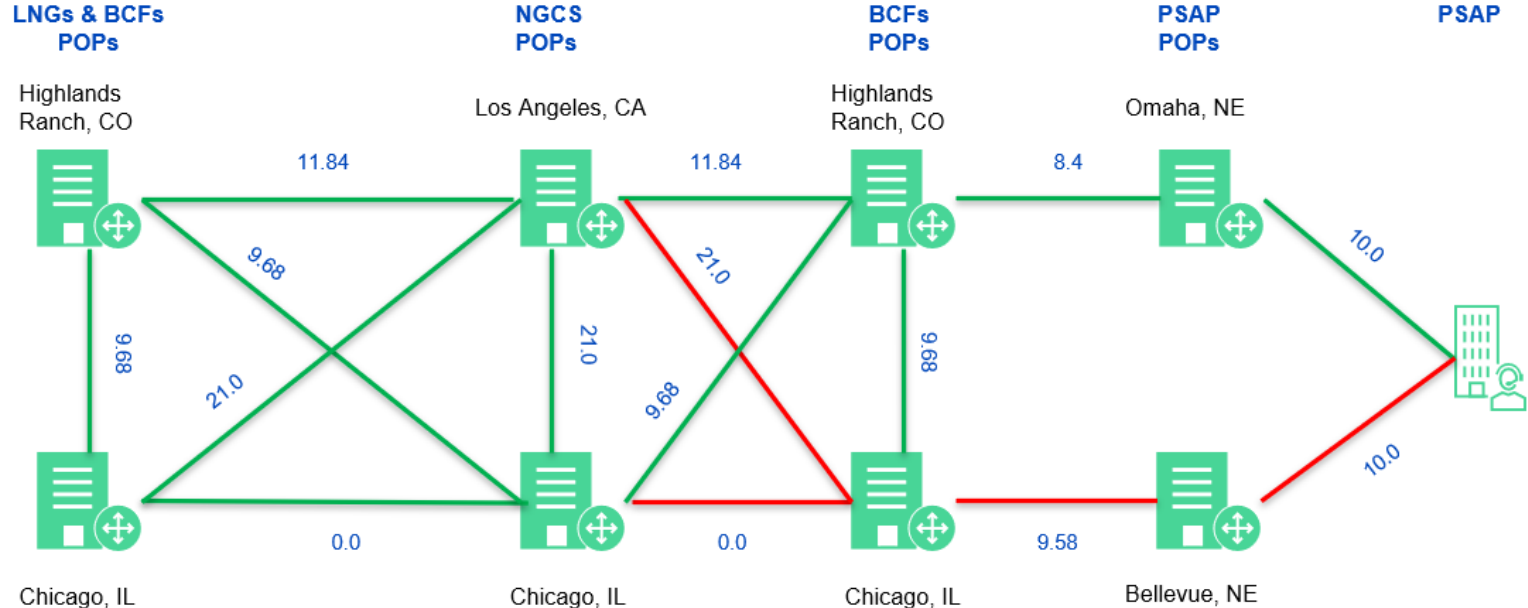 LNGs & BCFs
POPs
NGCS
POPs
BCFs
POPs
PSAP
POPs
PSAP
Highlands
Ranch, CO
Los Angeles, CA
Highlands
Ranch, CO
Omaha, NE
11.84
11.84
8.4
9.68
21.0
10.0
9.68
21.0
21.0
9.68
9.68
10.0
0.0
0.0
9.58
Chicago, IL
Chicago, IL
Chicago, IL
Bellevue, NE